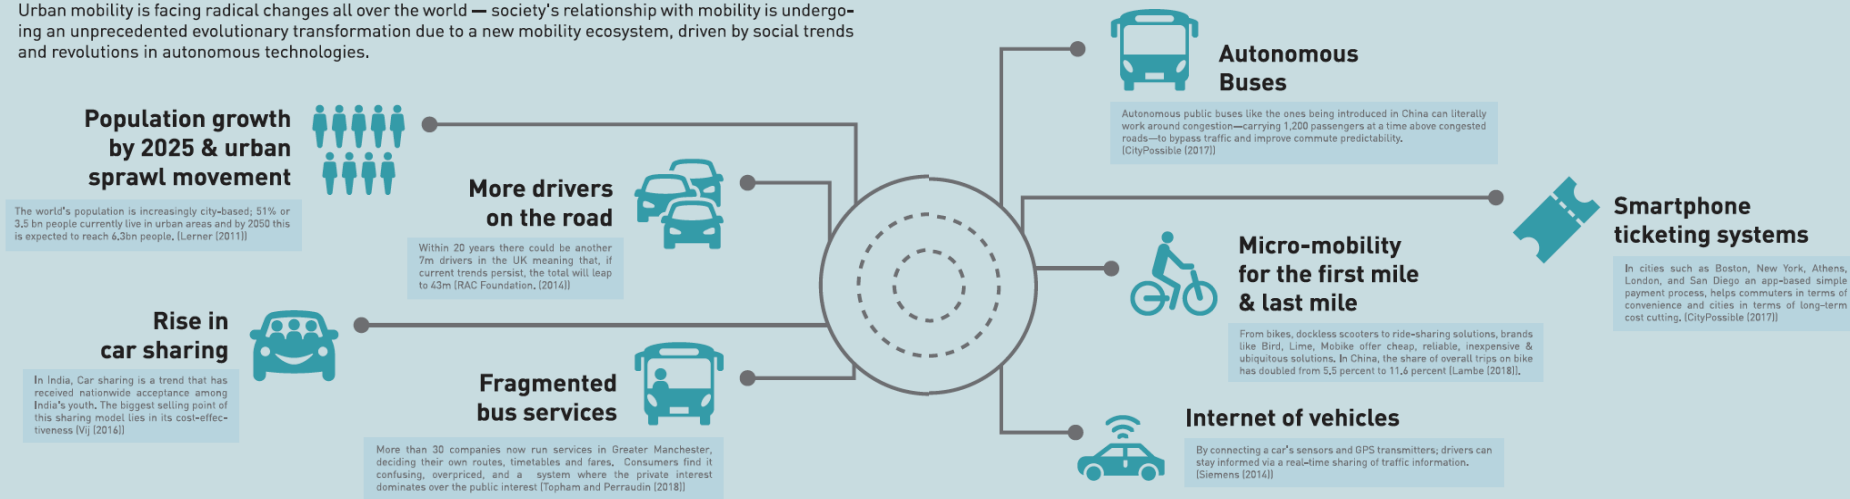 Urban mobility is facing radical changes all over the world — society's relationship with mobility is undergo-
ing an unprecedented evolutionary transformation due to a new mobility ecosystem, driven by social trends
and revolutions in autonomous technologies.
Population growth
by 2025 & urban
sprawl movement
The world's population is increasingly city-based; 51% or
3.5 bn people currently live in urban areas and by 2050 this
is expected to reach 6.3bn people. (Lerner (2011))
More drivers
on the road
Within 20 years there could be another
7m drivers in the UK meaning that, if
current trends persist, the total will leap
to 43m (RAC Foundation. (2014))
Rise in
car sharing
In India, Car sharing is a trend that has
received nationwide acceptance among
India's youth. The biggest selling point of
this sharing model lies in its cost-effec-
tiveness (Vij (2016))
Fragmented
bus services
More than 30 companies now run services in Greater Manchester,
deciding their own routes, timetables and fares. Consumers find it
confusing, overpriced, and a system where the private interest
dominates over the public interest (Topham and Perraudin (2018))
Autonomous
Buses
Autonomous public buses like the ones being introduced in China can literally
work around congestion—carrying 1,200 passengers at a time above congested
roads—to bypass traffic and improve commute predictability.
(CityPossible (2017))
Smartphone
ticketing systems
In cities such as Boston, New York, Athens,
London, and San Diego an app-based simple
payment process, helps commuters in terms of
convenience and cities in terms of long-term
cost cutting. (CityPossible (2017))
Micro-mobility
for the first mile
& last mile
From bikes, dockless scooters to ride-sharing solutions, brands
like Bird, Lime, Mobike offer cheap, reliable, inexpensive &
ubiquitous solutions. In China, the share of overall trips on bike
has doubled from 5.5 percent to 11.6 percent (Lambe (2018)).
Internet of vehicles
By connecting a car's sensors and GPS transmitters; drivers can
stay informed via a real-time sharing of traffic information.
(Siemens (2014))